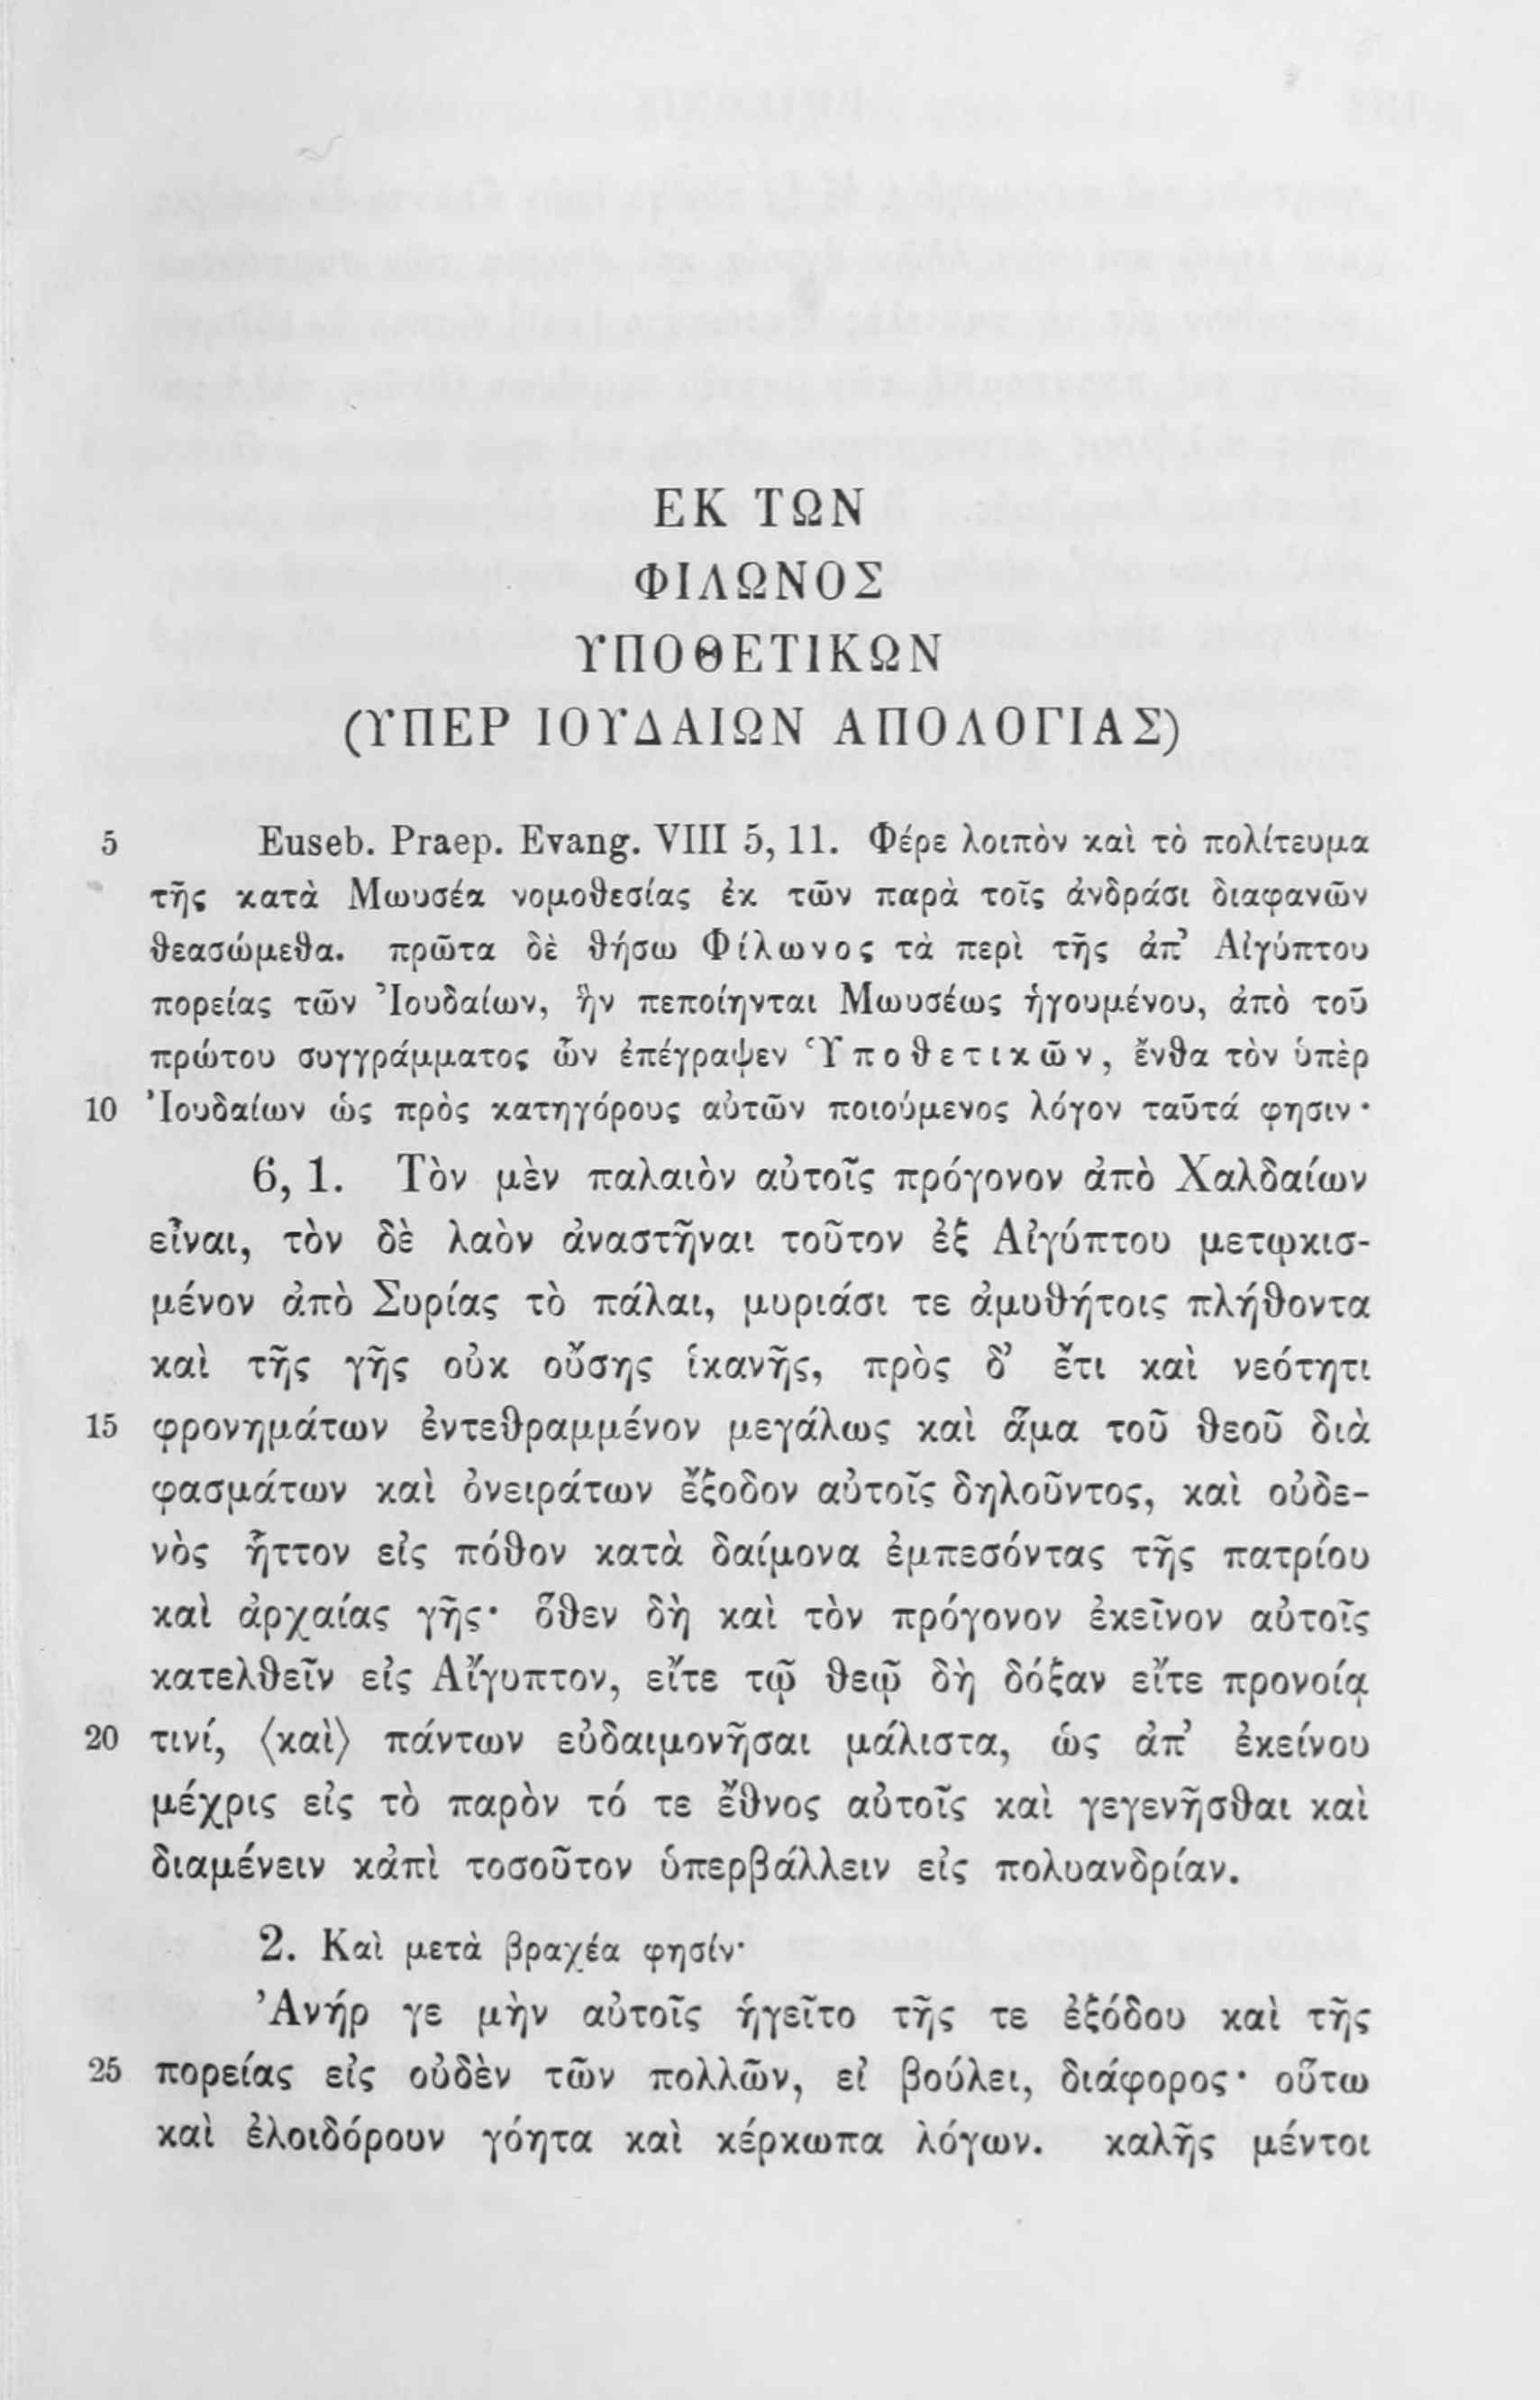 ΕΚ ΤΩΝ
ΦΙΛΩΝΟΣ
ΥΠΟΘΕΤΙΚΩΝ
(ΥΠΕΡ ΙΟΥΔΑΙΩΝ ΑΠΟΛΟΓΙΑΣ)
5 Euseb. Praep. Evang. VIII 5, 11. Φέρε λοιπὸν καὶ τὸ πολίτευμα
τῆς κατὰ Μωυσέα νομοθεσίας ἐκ τῶν παρὰ τοῖς ἀνδράσι διαφανῶν
θεασώμεθα. πρῶτα δὲ θήσω Φίλωνος τὰ περὶ τῆς ἀπ’ Αἰγύπτου
πορείας τῶν Ἰουδαίων, ἣν πεποίηνται Μωυσέως ἡγουμένου, ἀπὸ τοῦ
πρώτου συγγράμματος ὧν ἐπέγραψεν Ὑποθετικῶν, ἔνθα τὸν ὑπὲρ
10 Ἰουδαίων ὡς πρὸς κατηγόρους αὐτῶν ποιούμενος λόγον ταῦτά φησιν·
6, 1. Τὸν μὲν παλαιὸν αὐτοῖς πρόγονον ἀπὸ Χαλδαίων
εἶναι, τὸν δὲ λαὸν ἀναστῆναι τοῦτον ἐξ Αἰγύπτου μετῳκισ-
μένον ἀπὸ Συρίας τὸ πάλαι, μυριάσι τε ἀμυθήτοις πλήθοντα
καὶ τῆς γῆς οὐκ οὔσης ἱκανῆς, πρὸς δ’ ἔτι καὶ νεότητι
15 φρονημάτων ἐντεθραμμένον μεγάλως καὶ ἅμα τοῦ θεοῦ διὰ
φασμάτων καὶ ὀνειράτων ἔξοδον αὐτοῖς δηλοῦντος, καὶ οὐδε-
νὸς ἧττον εἰς πόθον κατὰ δαίμονα ἐμπεσόντας τῆς πατρίου
καὶ ἀρχαίας γῆς· ὅθεν δὴ καὶ τὸν πρόγονον ἐκεῖνον αὐτοῖς
κατελθεῖν εἰς Αἴγυπτον, εἴτε τῷ θεῷ δὴ δόξαν εἴτε προνοίᾳ
20 τινί, ⟨καὶ⟩ πάντων εὐδαιμονῆσαι μάλιστα, ὡς ἀπ’ ἐκείνου
μέχρις εἰς τὸ παρὸν τό τε ἔθνος αὐτοῖς καὶ γεγενῆσθαι καὶ
διαμένειν κἀπὶ τοσοῦτον ὑπερβάλλειν εἰς πολυανδρίαν.
2. Καὶ μετὰ βραχέα φησίν·
Ἀνήρ γε μὴν αὐτοῖς ἡγεῖτο τῆς τε ἐξόδου καὶ τῆς
25 πορείας εἰς οὐδὲν τῶν πολλῶν, εἰ βούλει, διάφορος· οὕτω
καὶ ἐλοιδόρουν γόητα καὶ κέρκωπα λόγων. καλῆς μέντοι